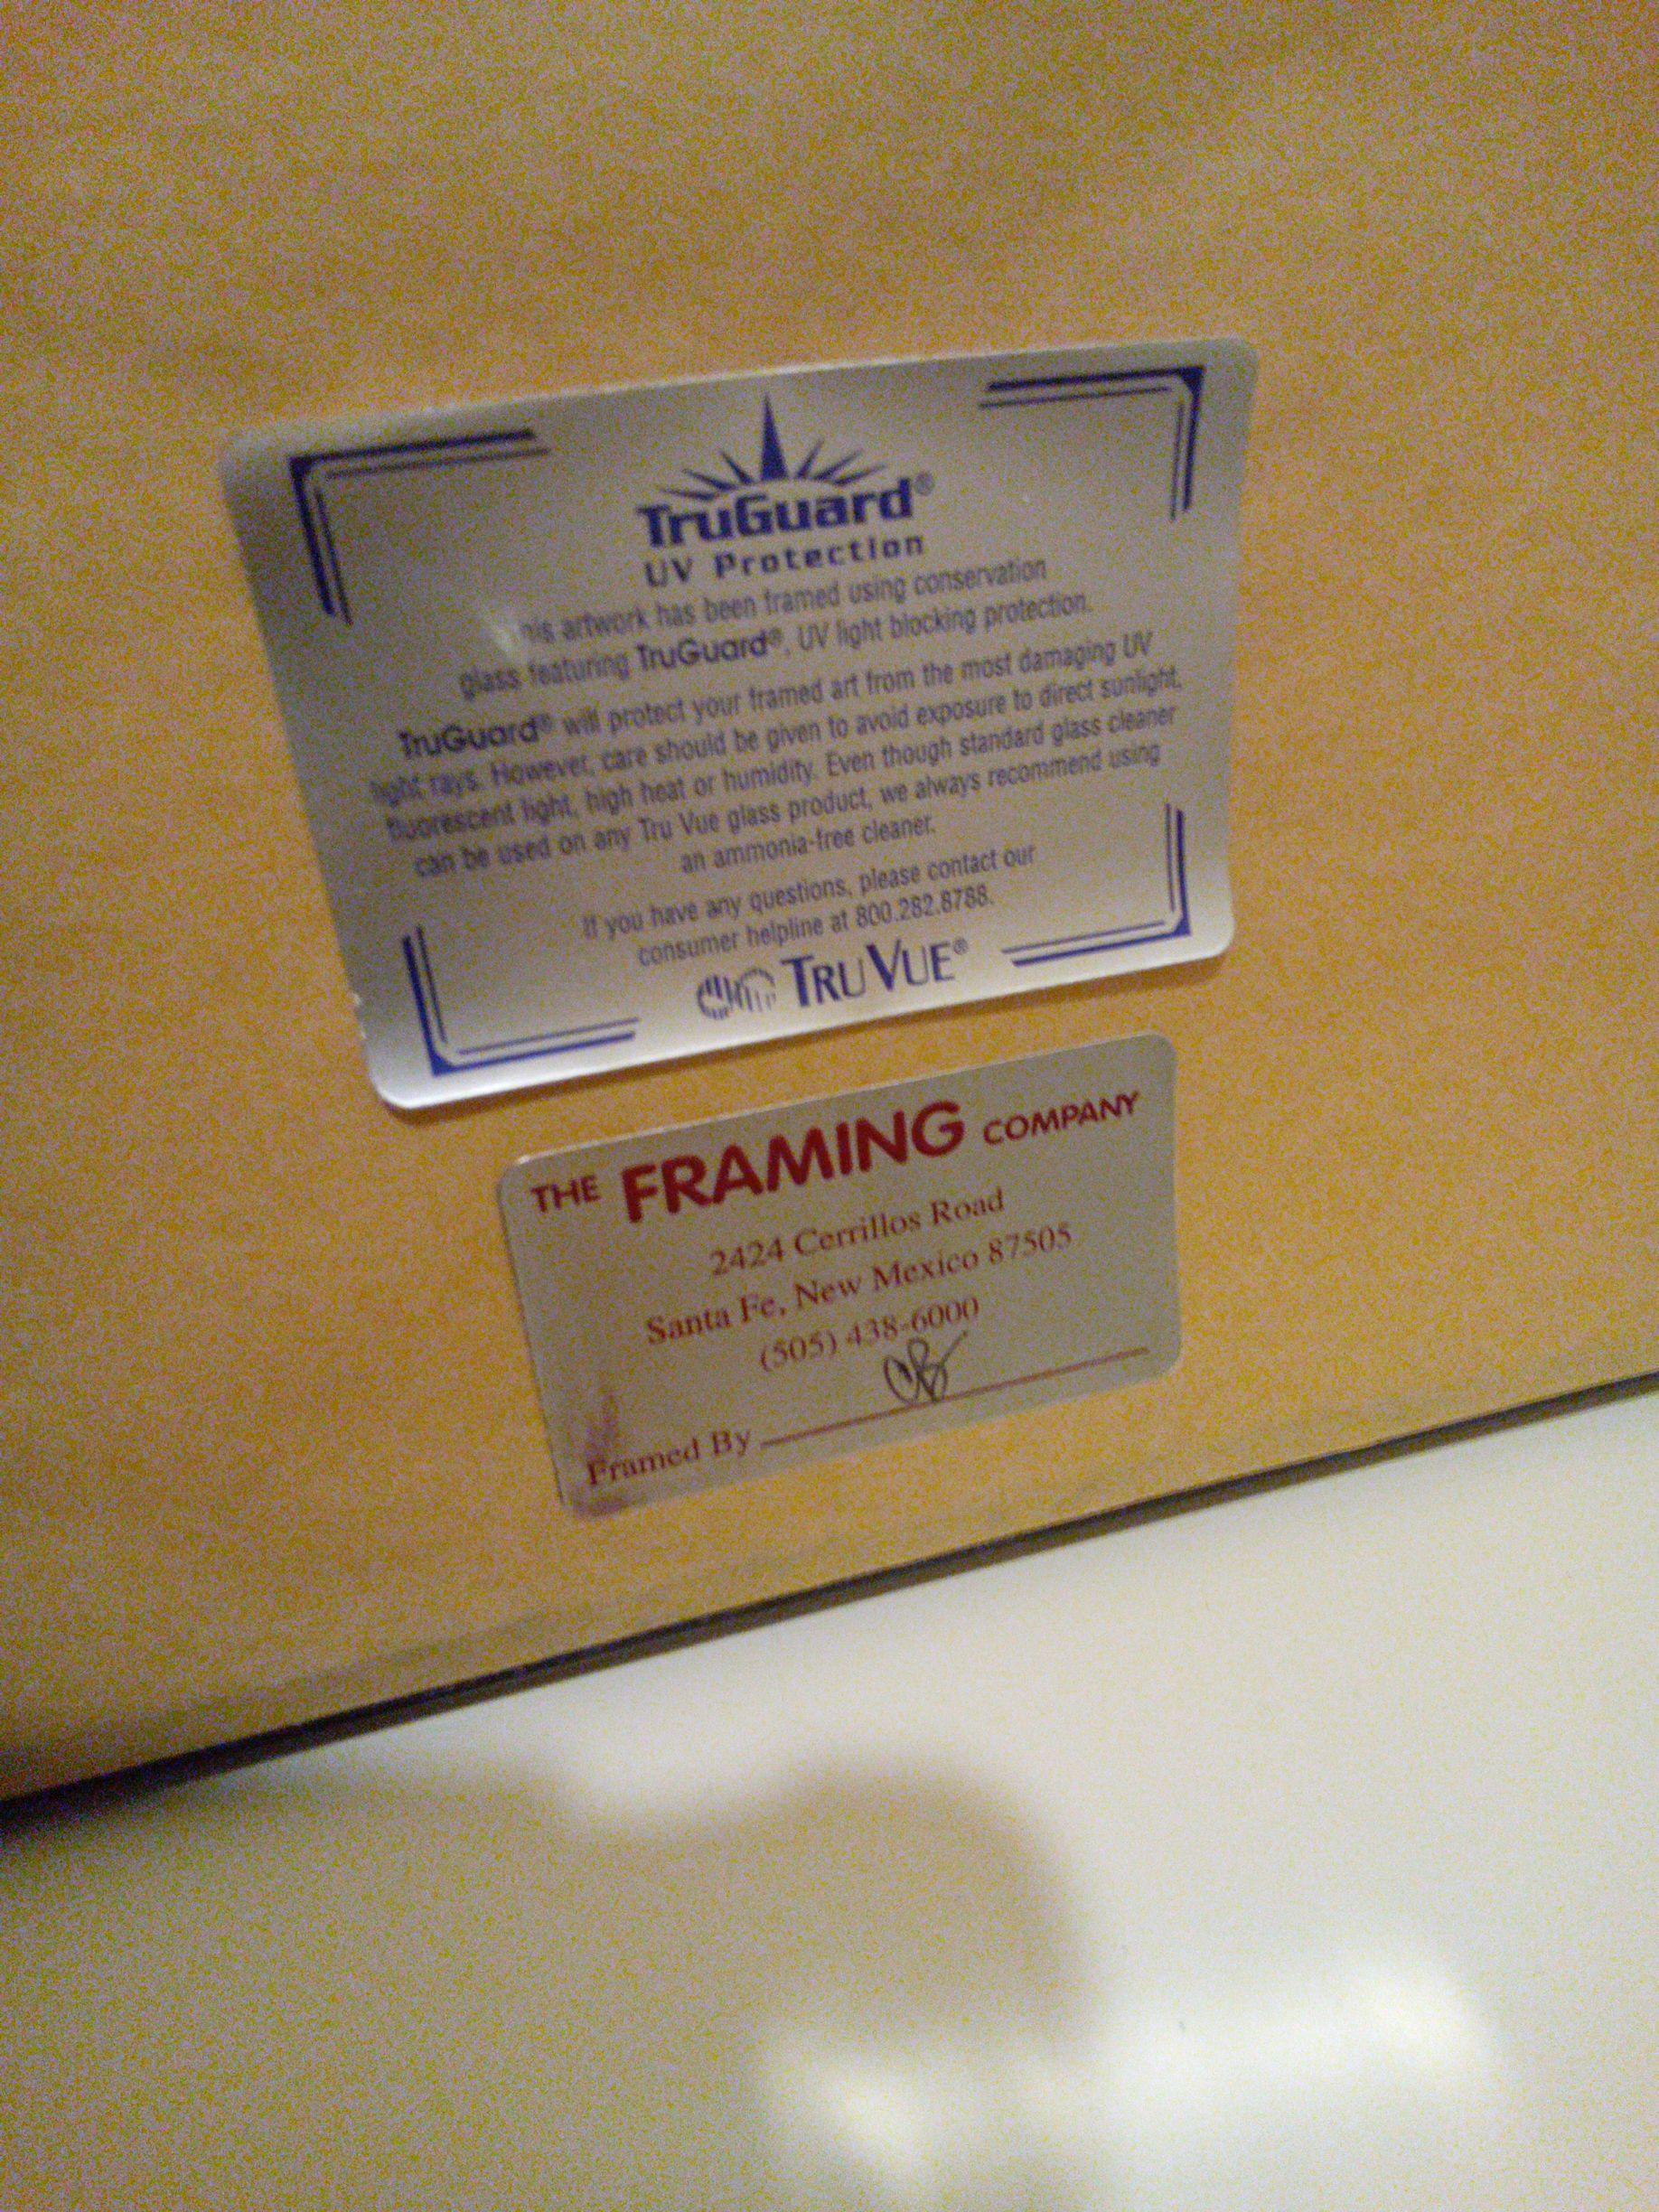 TruGuard®
UV Protection
This artwork has been framed using conservation
glass featuring TruGuard®, UV light blocking protection.
TruGuard® will protect your framed art from the most damaging UV
light rays. However, care should be given to avoid exposure to direct sunlight,
fluorescent light, high heat or humidity. Even though standard glass cleaner
can be used on any Tru Vue glass product, we always recommend using
an ammonia-free cleaner.
If you have any questions, please contact our
consumer helpline at 800.282.8788.
TRU VUE®
THE FRAMING COMPANY
2424 Cerrillos Road
Santa Fe, New Mexico 87505
(505) 438-6000
Framed By